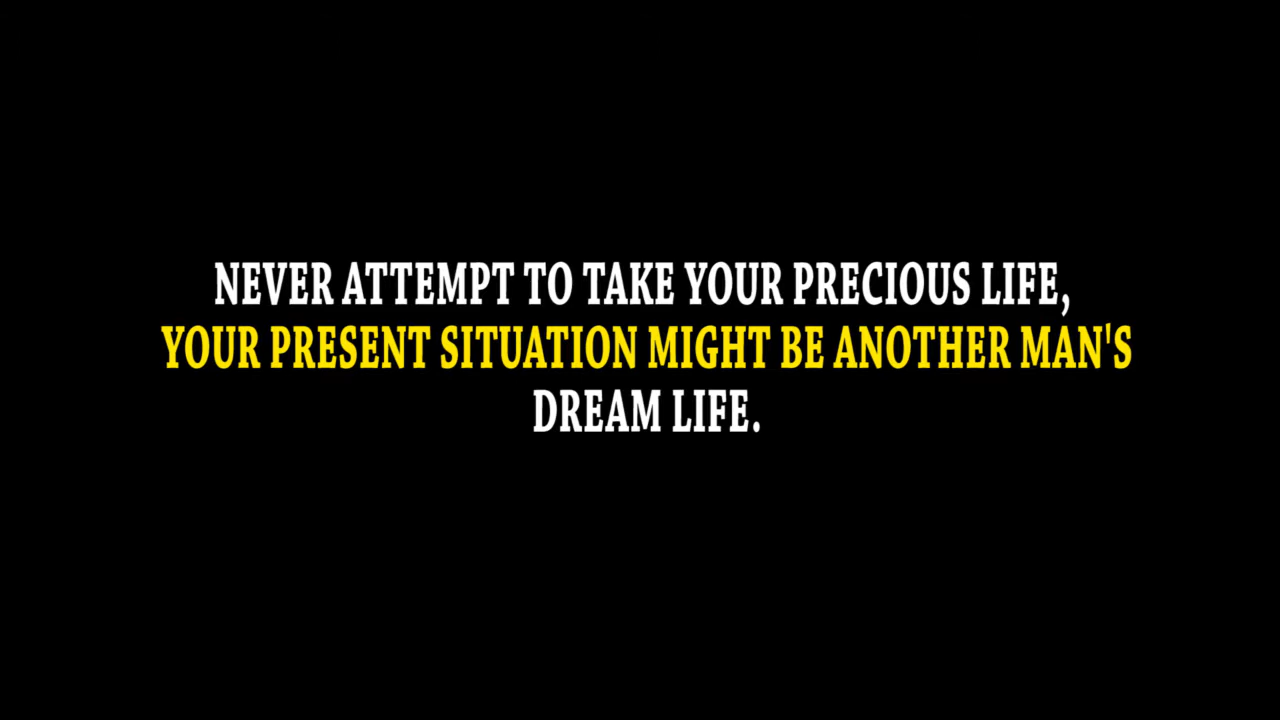 NEVER ATTEMPT TO TAKE YOUR PRECIOUS LIFE,
YOUR PRESENT SITUATION MIGHT BE ANOTHER MAN'S
DREAM LIFE.